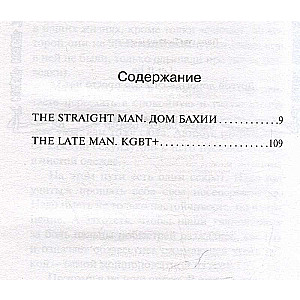 Содержание
THE STRAIGHT MAN. ДОМ БАХИИ............9
THE LATE MAN. KGBT+................109